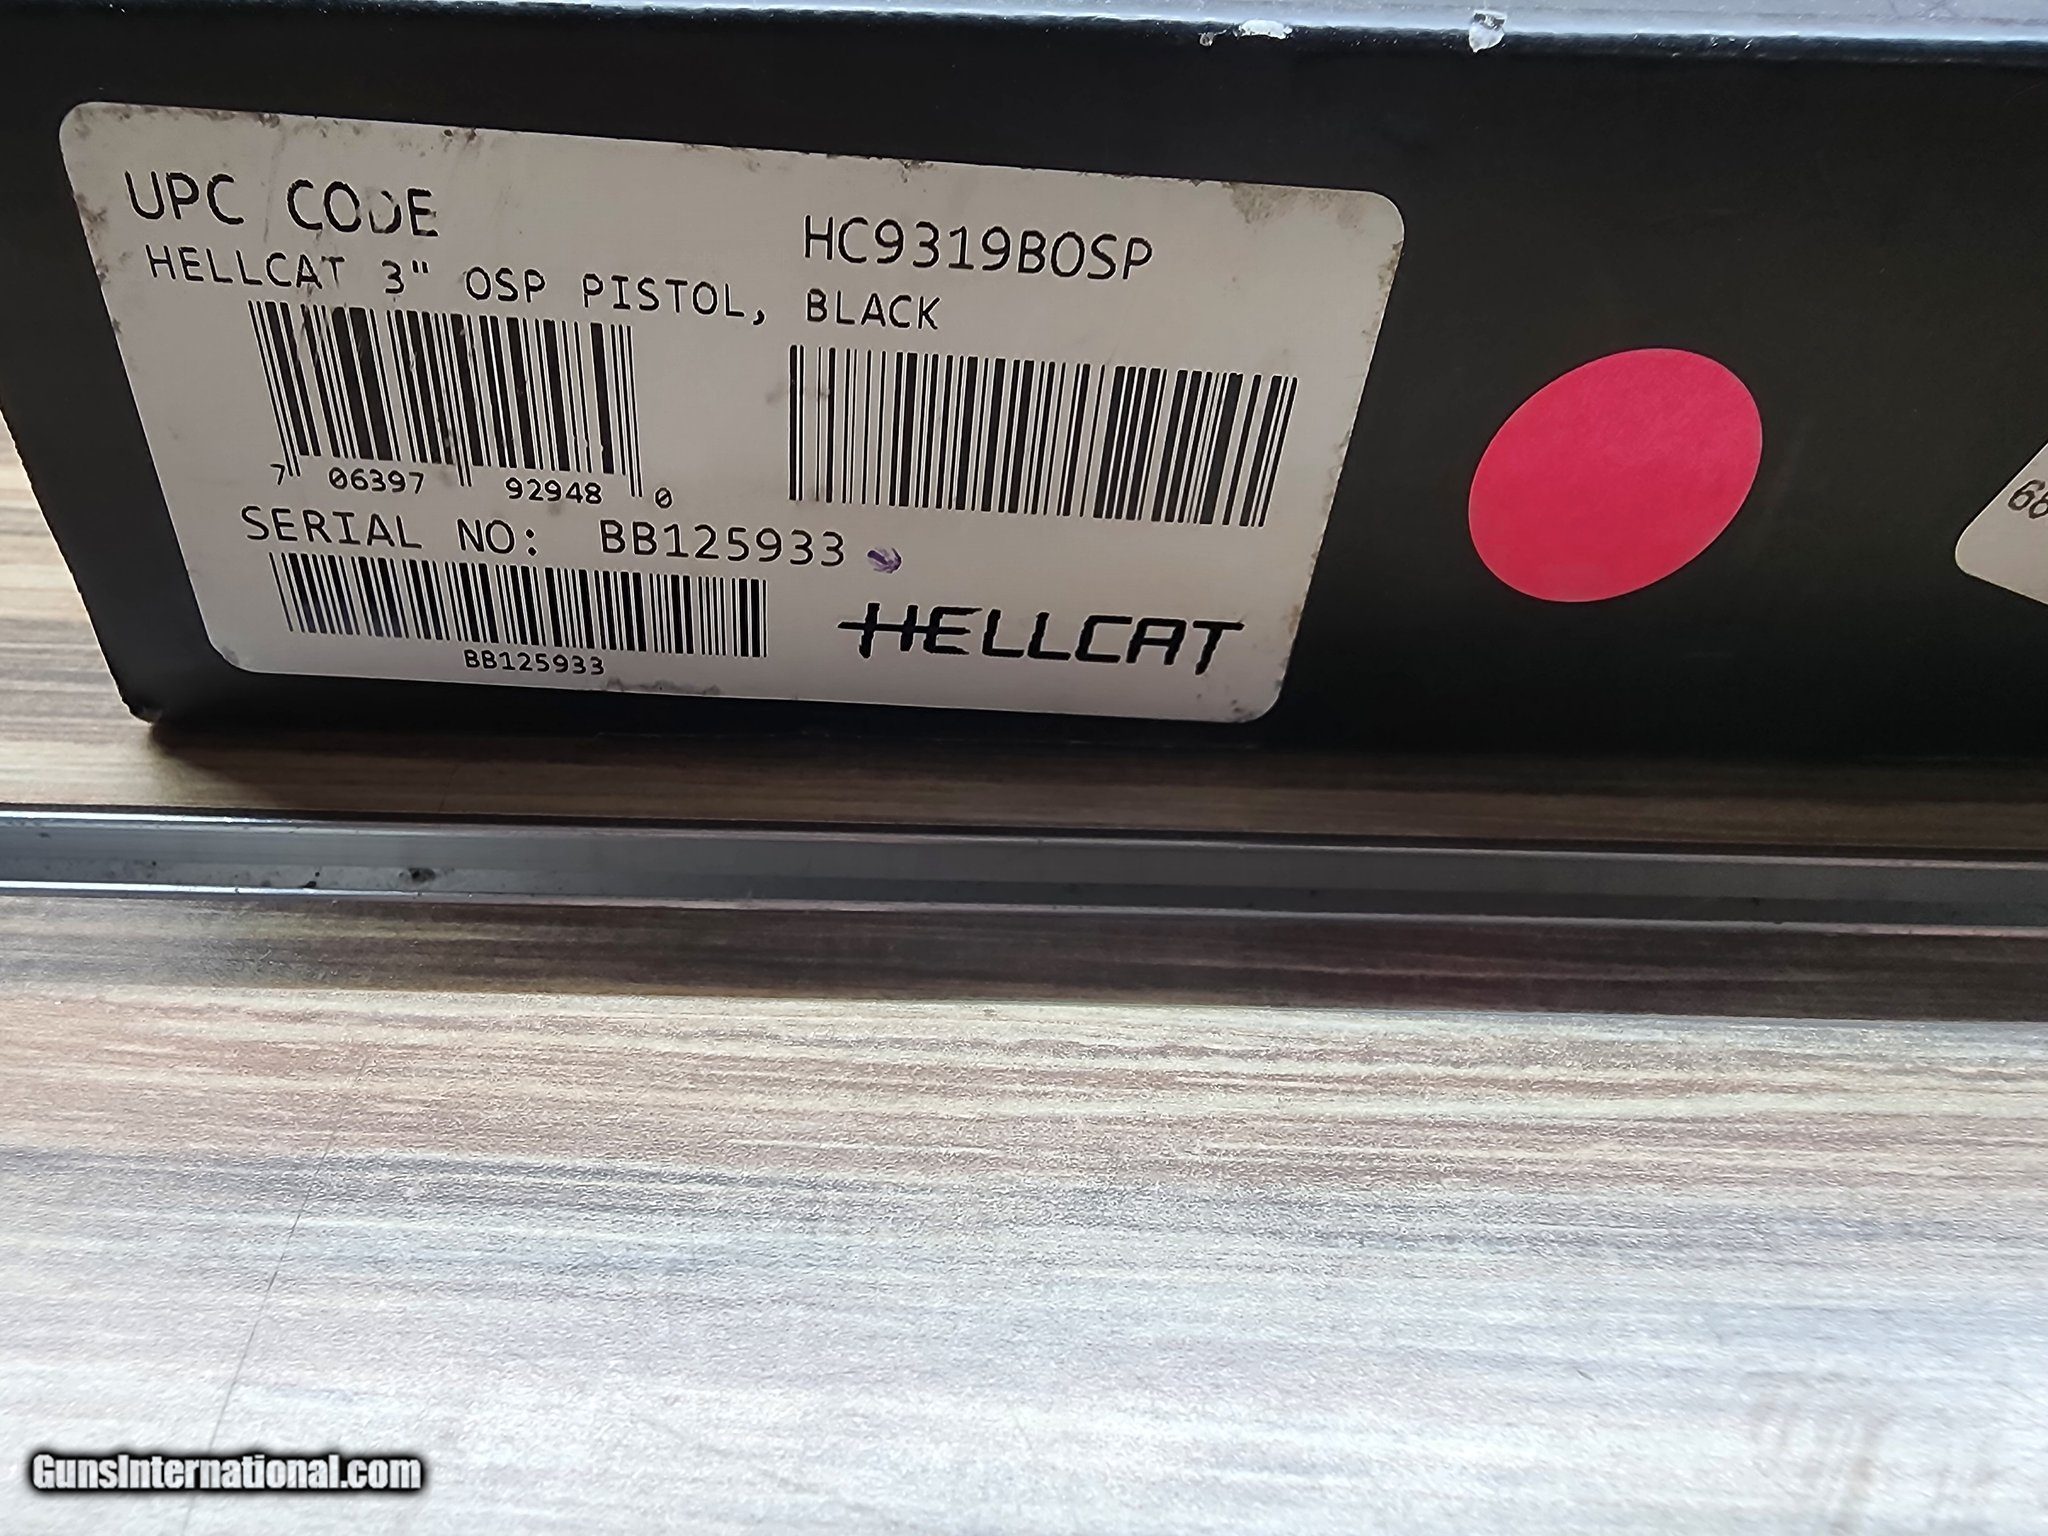 UPC CODE
HC9319BOSP
HELLCAT 3" OSP PISTOL, BLACK
7 06397 92948 0
SERIAL NO: BB125933
BB125933
HELLCAT
GunsInternational.com